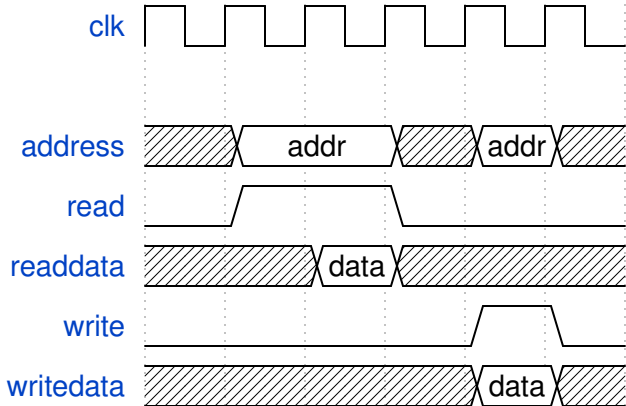 clk
address addr addr
read
readdata data
write
writedata data